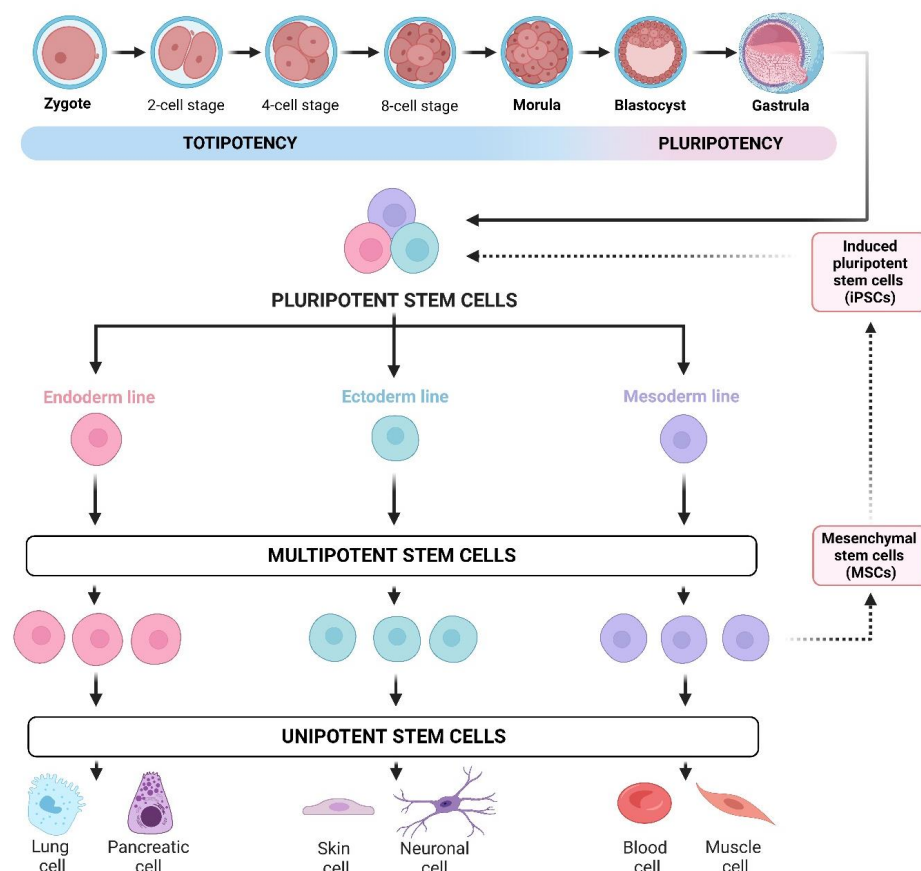 Zygote
2-cell stage
4-cell stage
8-cell stage
Morula
Blastocyst
Gastrula
TOTIPOTENCY
PLURIPOTENCY
Induced
pluripotent
stem cells
(iPSCs)
PLURIPOTENT STEM CELLS
Endoderm line
Ectoderm line
Mesoderm line
MULTIPOTENT STEM CELLS
Mesenchymal
stem cells
(MSCs)
UNIPOTENT STEM CELLS
Lung
cell
Pancreatic
cell
Skin
cell
Neuronal
cell
Blood
cell
Muscle
cell